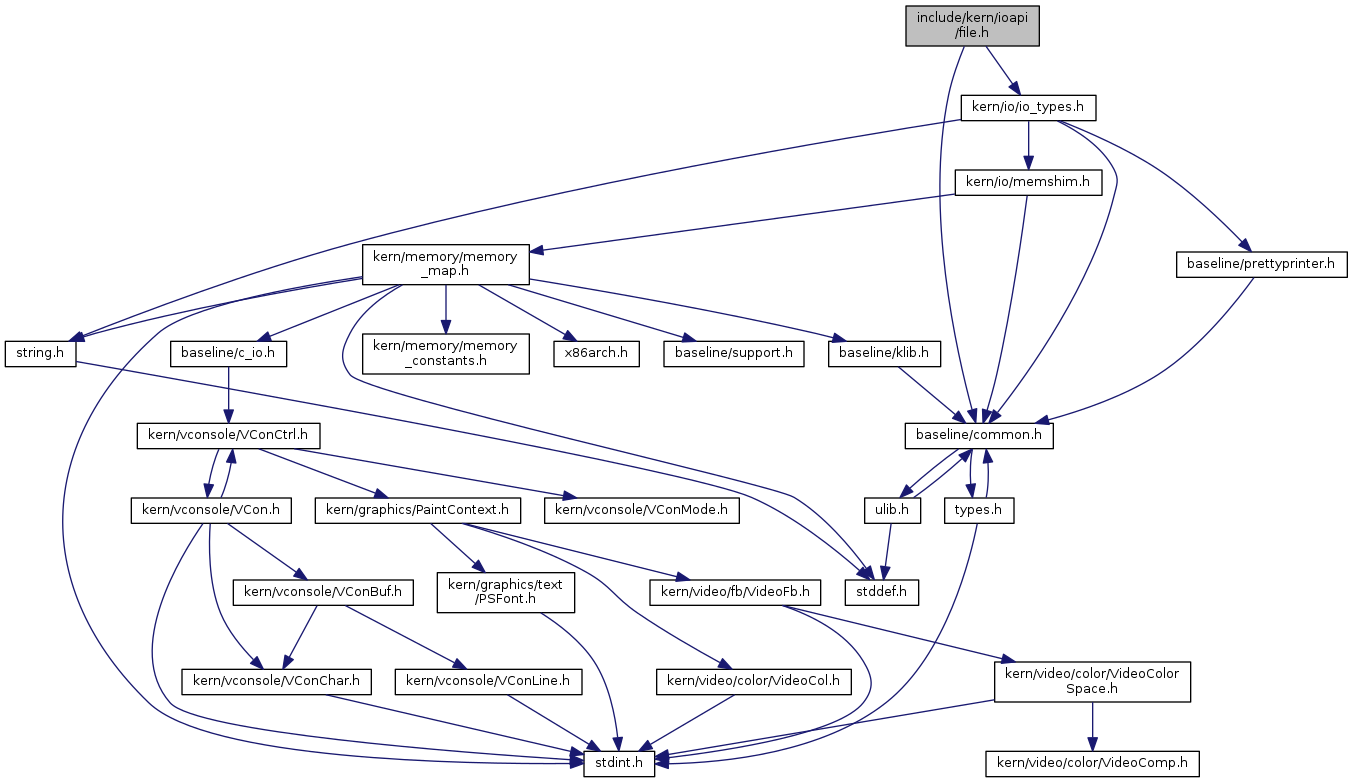 include/kern/ioapi
/file.h
kern/io/io_types.h
kern/io/memshim.h
kern/memory/memory
_map.h
baseline/prettyprinter.h
string.h
baseline/c_io.h
kern/memory/memory
_constants.h
x86arch.h
baseline/support.h
baseline/klib.h
kern/vconsole/VConCtrl.h
baseline/common.h
kern/vconsole/VCon.h
kern/graphics/PaintContext.h
kern/vconsole/VConMode.h
ulib.h
types.h
kern/vconsole/VConBuf.h
kern/graphics/text
/PSFont.h
kern/video/fb/VideoFb.h
stddef.h
kern/vconsole/VConChar.h
kern/vconsole/VConLine.h
kern/video/color/VideoCol.h
kern/video/color/VideoColor
Space.h
stdint.h
kern/video/color/VideoComp.h